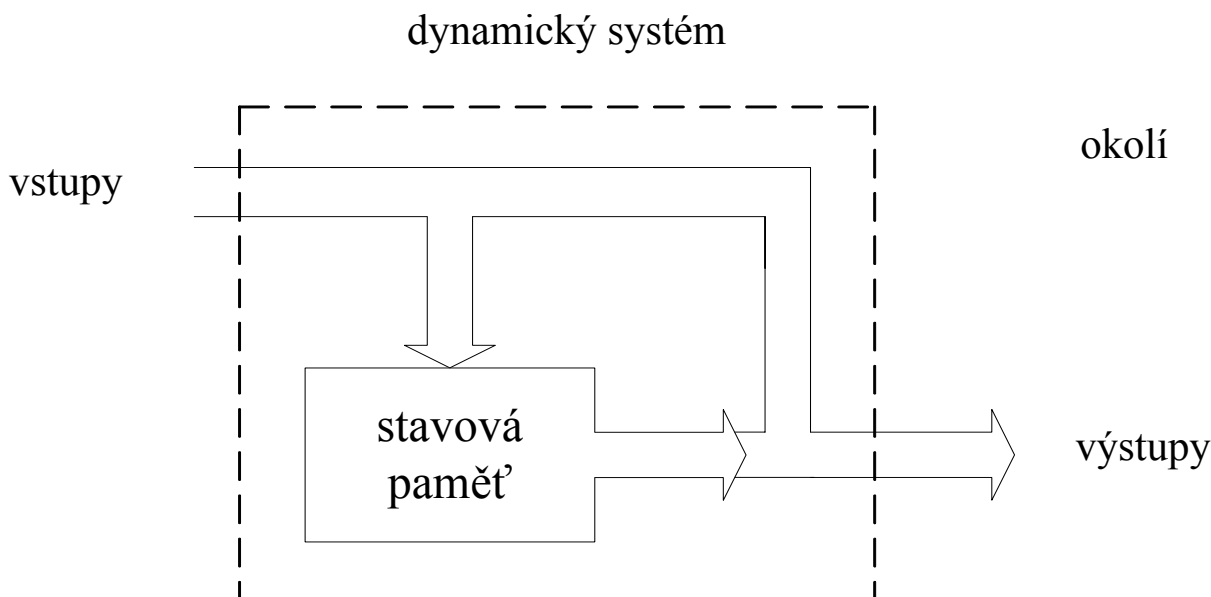 dynamický systém
okolí
vstupy
stavová
paměť
výstupy